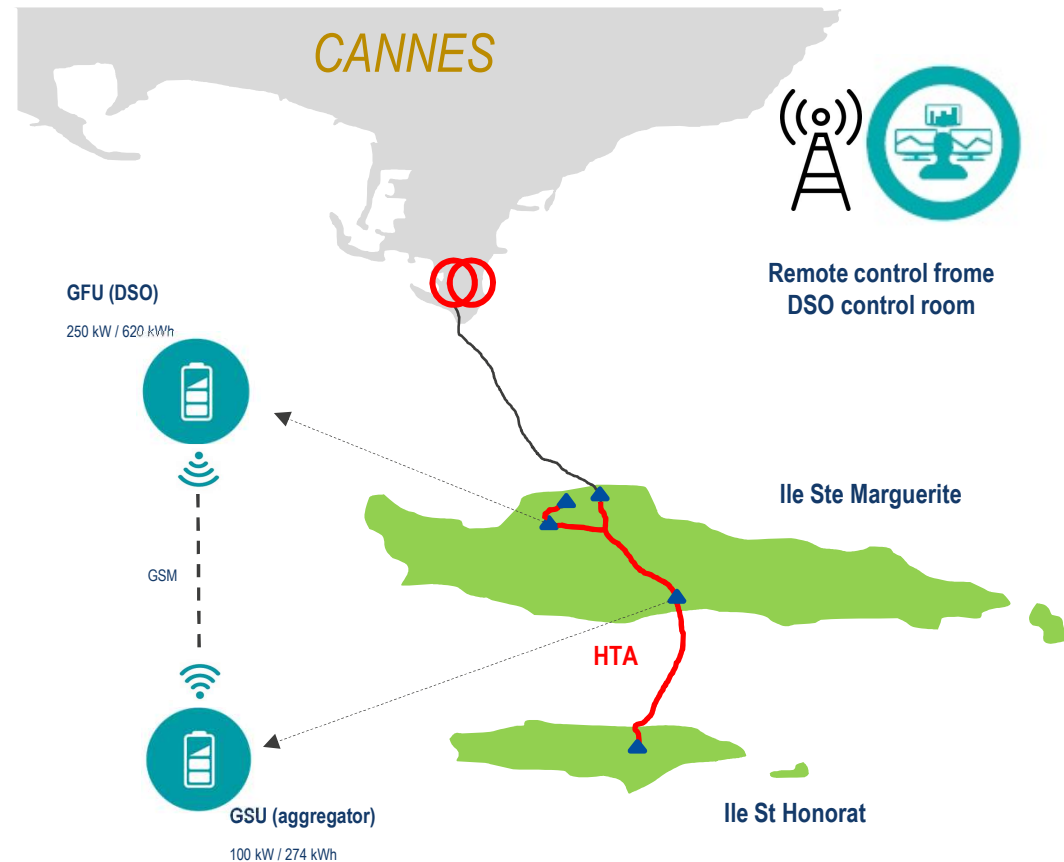 CANNES
Remote control frome
DSO control room
GFU (DSO)
250 kW / 620 kWh
Ile Ste Marguerite
GSM
HTA
Ile St Honorat
GSU (aggregator)
100 kW / 274 kWh